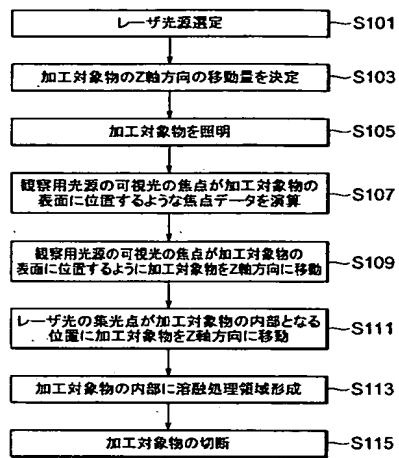 レーザ光源選定
S101
加工対象物のZ軸方向の移動量を決定
S103
加工対象物を照明
S105
観察用光源の可視光の焦点が加工対象物の
表面に位置するような焦点データを演算
S107
観察用光源の可視光の焦点が加工対象物の
表面に位置するように加工対象物をZ軸方向に移動
S109
レーザ光の集光点が加工対象物の内部となる
位置に加工対象物をZ軸方向に移動
S111
加工対象物の内部に溶融処理領域形成
S113
加工対象物の切断
S115